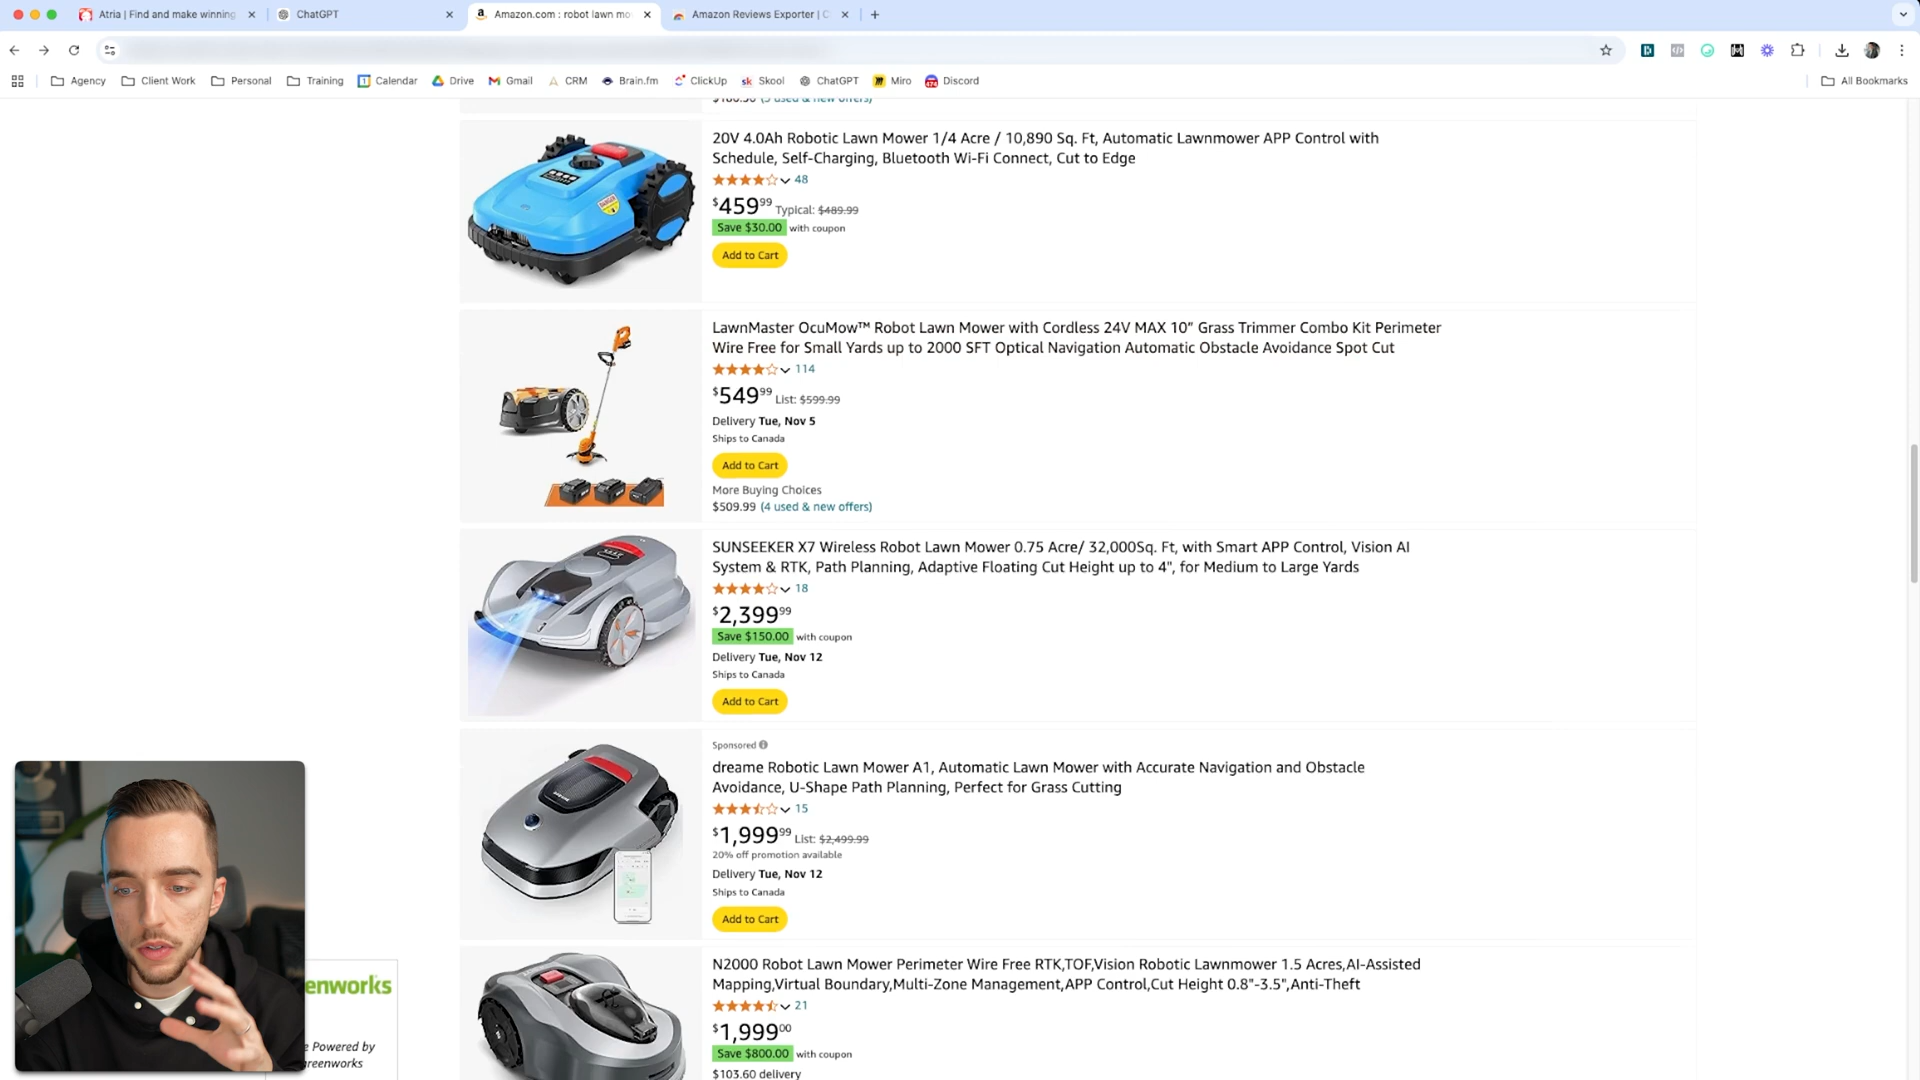 Atria | Find and make winning
ChatGPT
Amazon.com : robot lawn mo
Amazon Reviews Exporter | C
Agency
Client Work
Personal
Training
Calendar
Drive
Gmail
CRM
Brain.fm
ClickUp
Skool
ChatGPT
Miro
Discord
All Bookmarks
20V 4.0Ah Robotic Lawn Mower 1/4 Acre / 10,890 Sq. Ft, Automatic Lawnmower APP Control with
Schedule, Self-Charging, Bluetooth Wi-Fi Connect, Cut to Edge
48
$459.99 Typical: $489.99
Save $30.00 with coupon
Add to Cart
LawnMaster OcuMow™ Robot Lawn Mower with Cordless 24V MAX 10" Grass Trimmer Combo Kit Perimeter
Wire Free for Small Yards up to 2000 SFT Optical Navigation Automatic Obstacle Avoidance Spot Cut
114
$549.99 List: $599.99
Delivery Tue, Nov 5
Ships to Canada
Add to Cart
More Buying Choices
$509.99 (4 used & new offers)
SUNSEEKER X7 Wireless Robot Lawn Mower 0.75 Acre/ 32,000Sq. Ft, with Smart APP Control, Vision AI
System & RTK, Path Planning, Adaptive Floating Cut Height up to 4", for Medium to Large Yards
18
$2,399.99
Save $150.00 with coupon
Delivery Tue, Nov 12
Ships to Canada
Add to Cart
Sponsored
dreame Robotic Lawn Mower A1, Automatic Lawn Mower with Accurate Navigation and Obstacle
Avoidance, U-Shape Path Planning, Perfect for Grass Cutting
15
$1,999.99 List: $2,499.99
20% off promotion available
Delivery Tue, Nov 12
Ships to Canada
Add to Cart
enworks
e Powered by
reenworks
N2000 Robot Lawn Mower Perimeter Wire Free RTK,TOF,Vision Robotic Lawnmower 1.5 Acres,AI-Assisted
Mapping,Virtual Boundary,Multi-Zone Management,APP Control,Cut Height 0.8"-3.5",Anti-Theft
21
$1,999.00
Save $800.00 with coupon
$103.60 delivery